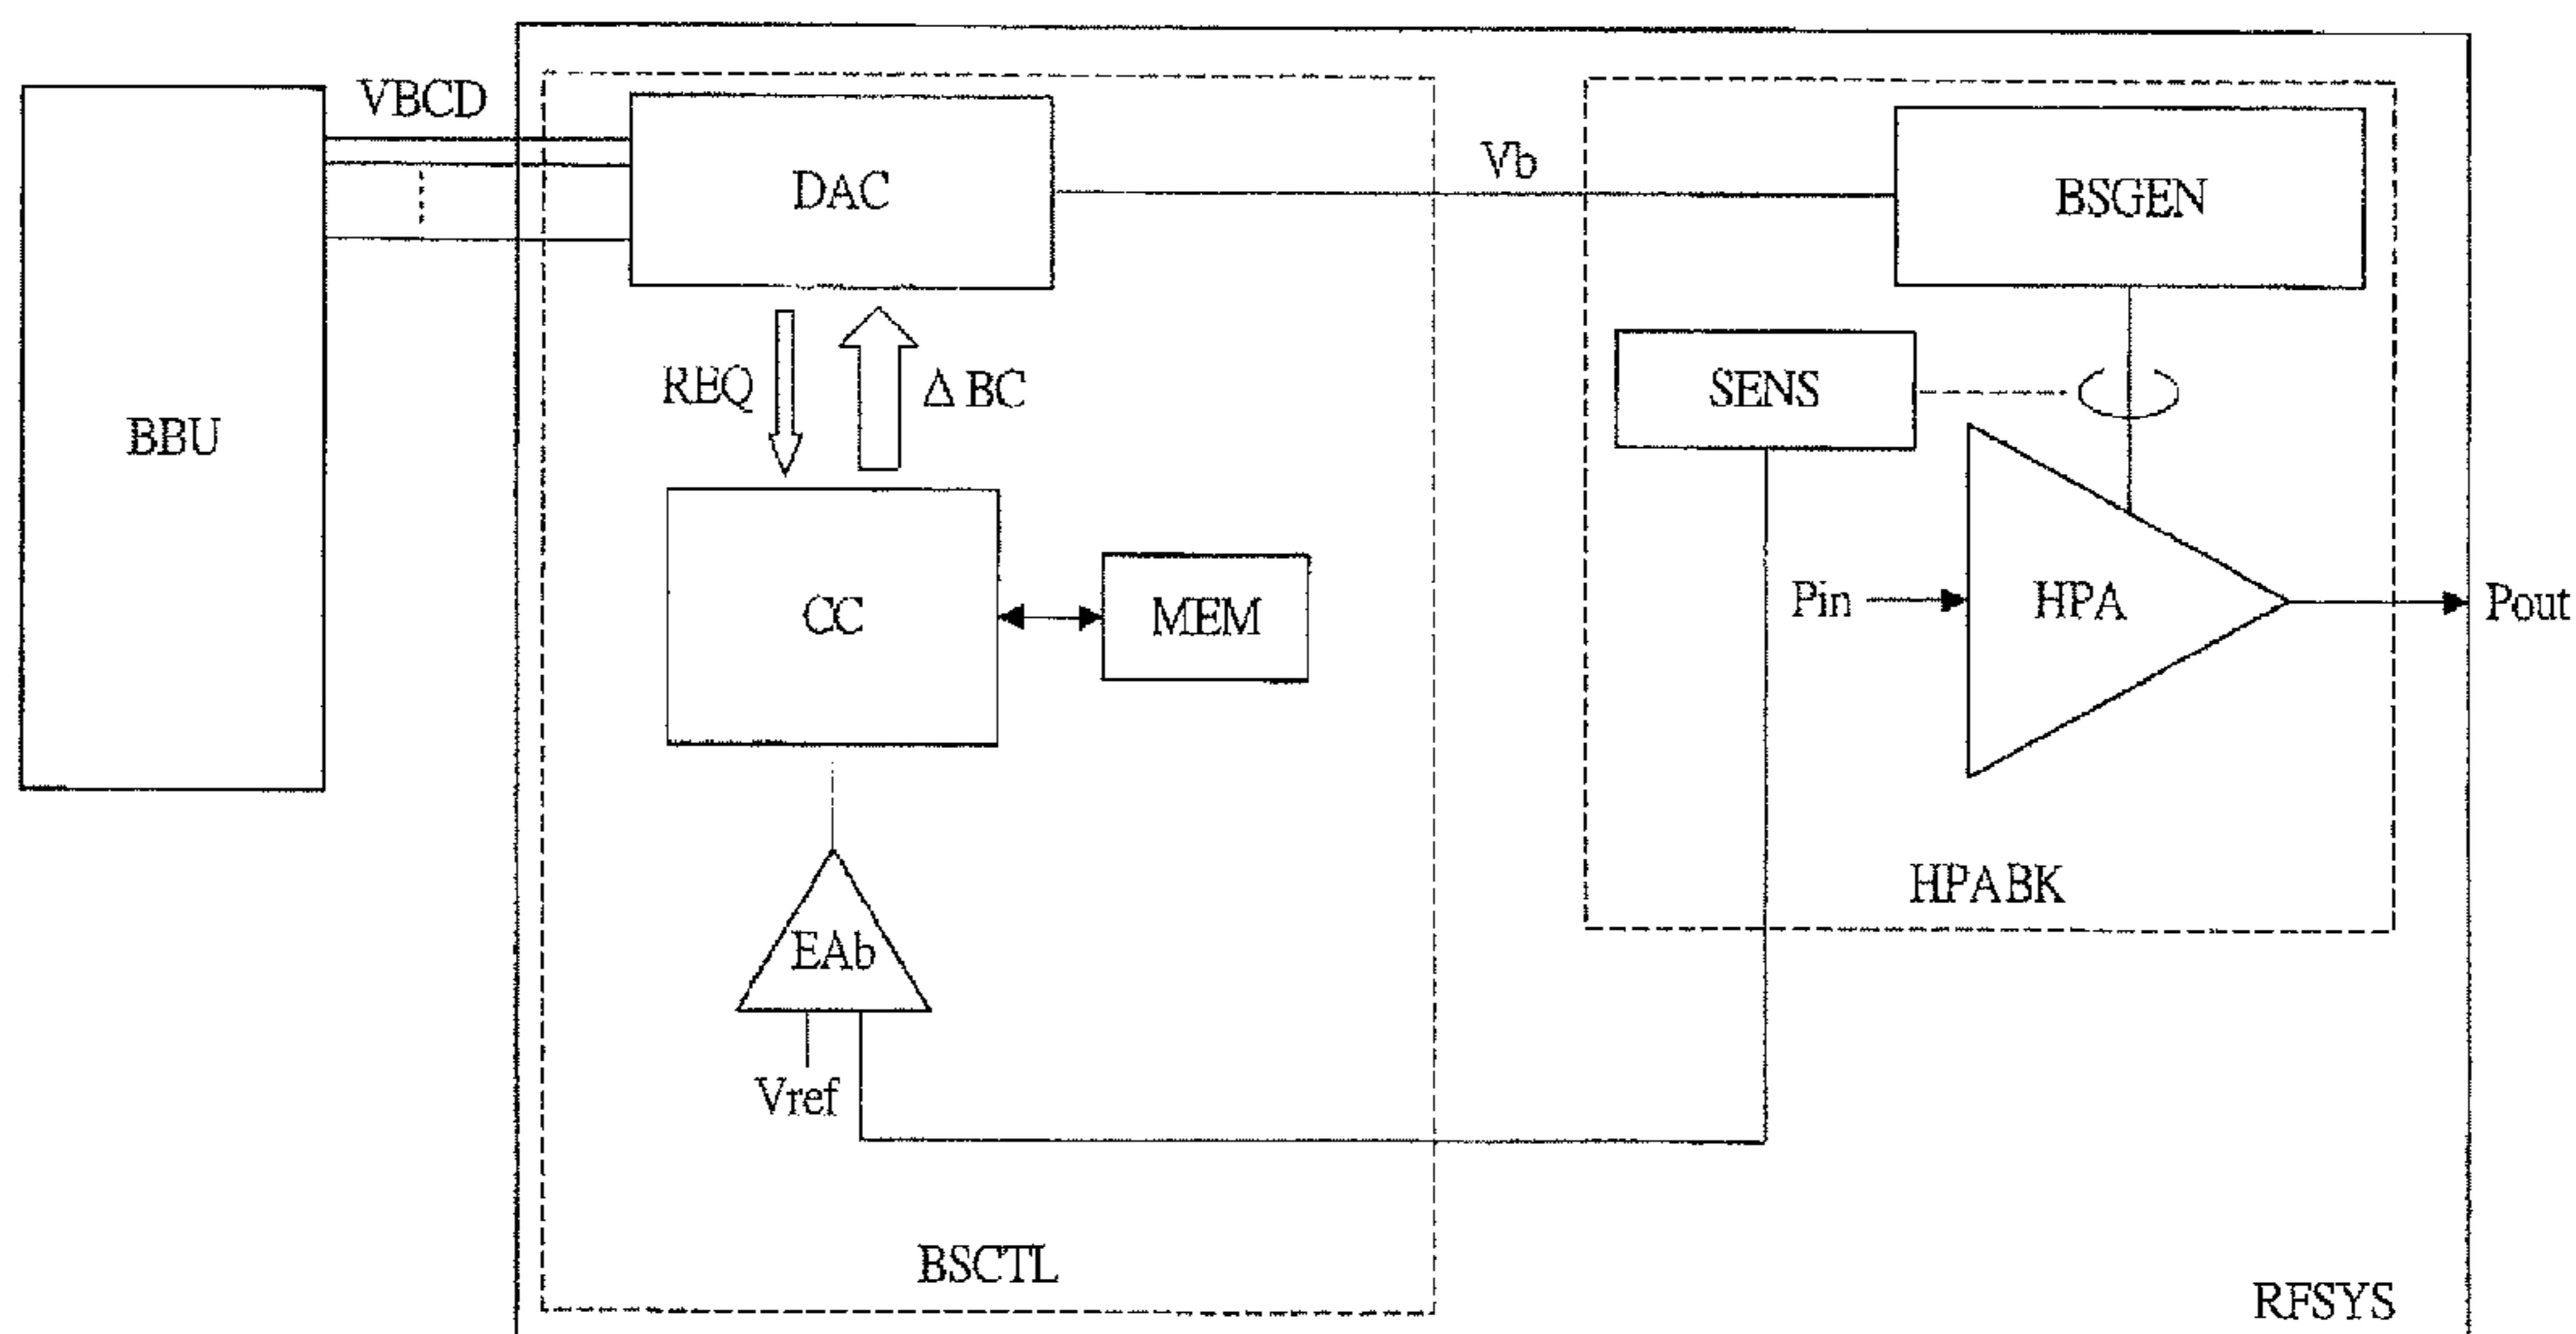 VBCD
DAC
Vb
BSGEN
REQ
Δ BC
SENS
BBU
CC
MEM
Pin
HPA
Pout
HPABK
EAb
Vref
BSCTL
RFSYS